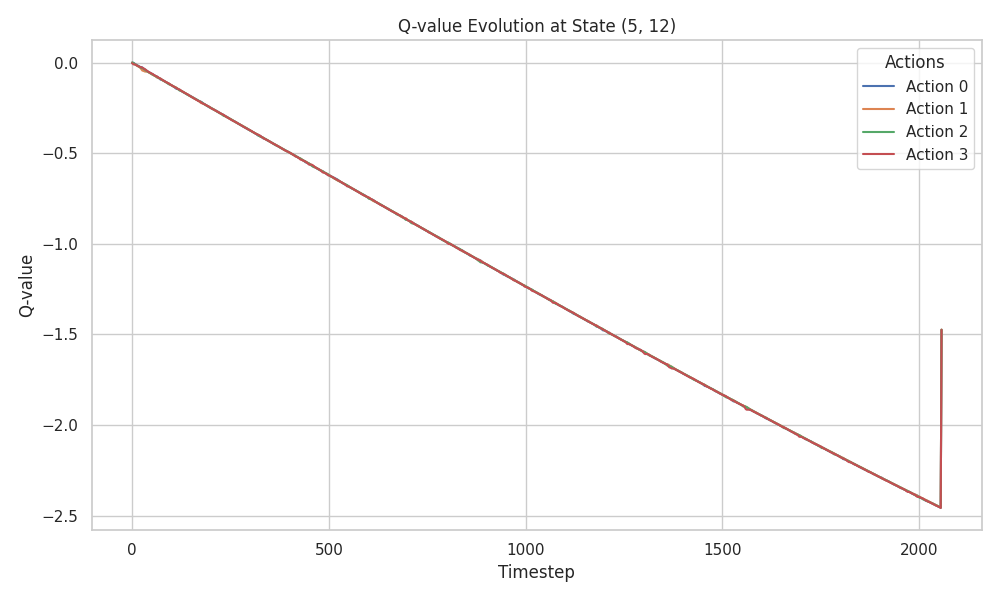 Q-value Evolution at State (5, 12)
Actions
Action 0
Action 1
Action 2
Action 3
Q-value
0.0
−0.5
−1.0
−1.5
−2.0
−2.5
0
500
1000
1500
2000
Timestep